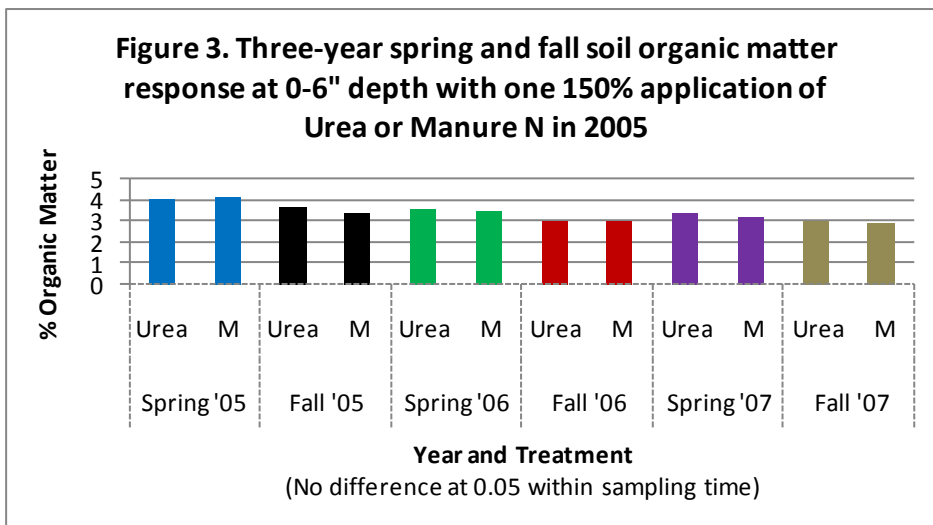 Figure 3. Three-year spring and fall soil organic matter
response at 0-6" depth with one 150% application of
Urea or Manure N in 2005
% Organic Matter
5
4
3
2
1
0
Urea M Urea M Urea M Urea M Urea M Urea M
Spring '05 Fall '05 Spring '06 Fall '06 Spring '07 Fall '07
Year and Treatment
(No difference at 0.05 within sampling time)